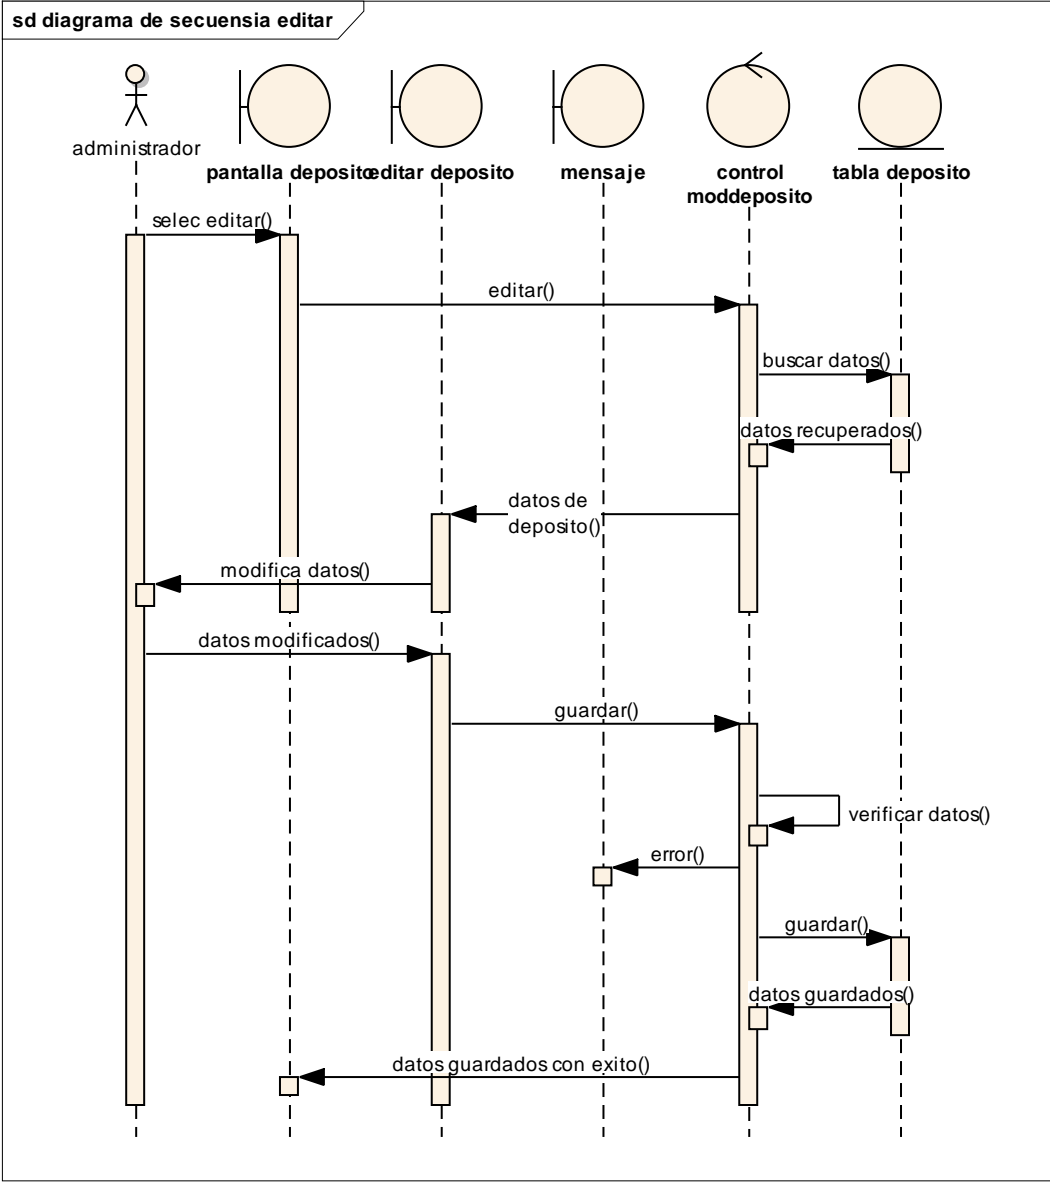 sd diagrama de secuensia editar
administrador
pantalla deposito
editar deposito
mensaje
control
moddeposito
tabla deposito
selec editar()
editar()
buscar datos()
datos recuperados()
datos de
deposito()
modifica datos()
datos modificados()
guardar()
verificar datos()
error()
guardar()
datos guardados()
datos guardados con exito()